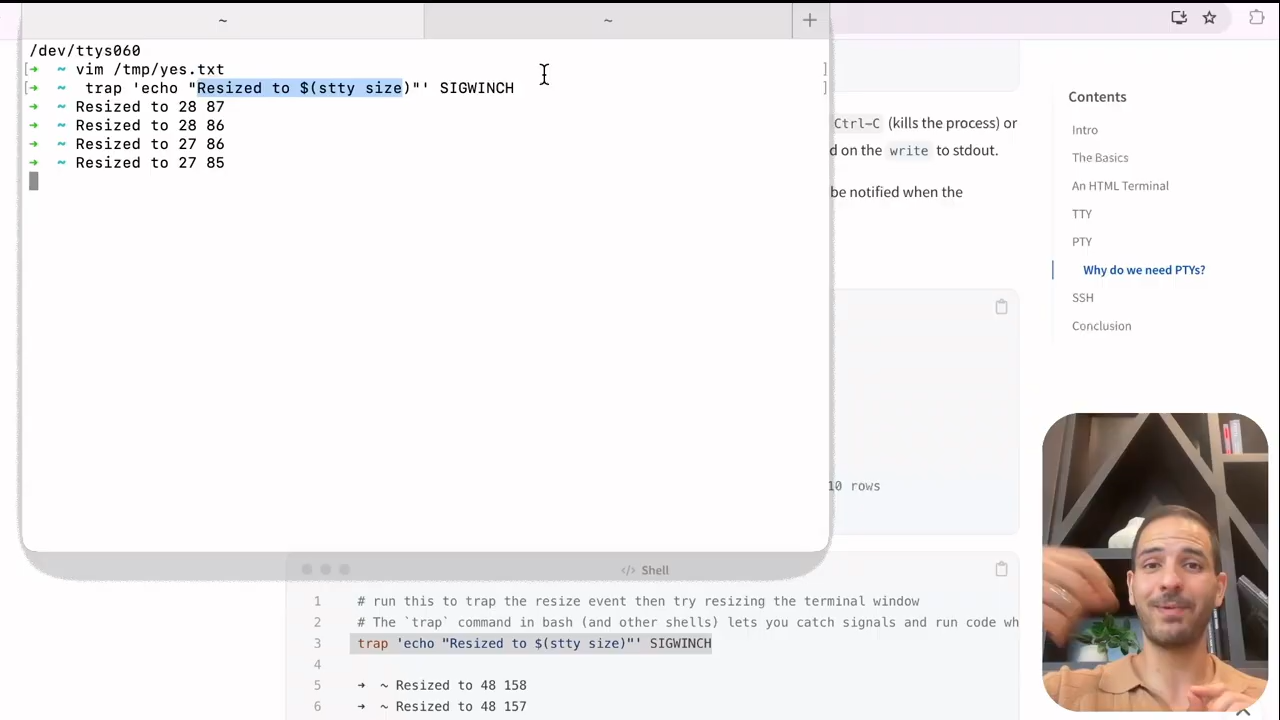 ~
~
+
/dev/ttys060
[→ ~ vim /tmp/yes.txt ]
[→ ~ trap 'echo "Resized to $(stty size)"' SIGWINCH ]
→ ~ Resized to 28 87
→ ~ Resized to 28 86
→ ~ Resized to 27 86
→ ~ Resized to 27 85
Ctrl-C (kills the process) or
d on the write to stdout.
be notified when the
10 rows
</> Shell
1 # run this to trap the resize event then try resizing the terminal window
2 # The `trap` command in bash (and other shells) lets you catch signals and run code wh
3 trap 'echo "Resized to $(stty size)"' SIGWINCH
4
5 → ~ Resized to 48 158
6 → ~ Resized to 48 157
Contents
Intro
The Basics
An HTML Terminal
TTY
PTY
Why do we need PTYs?
SSH
Conclusion